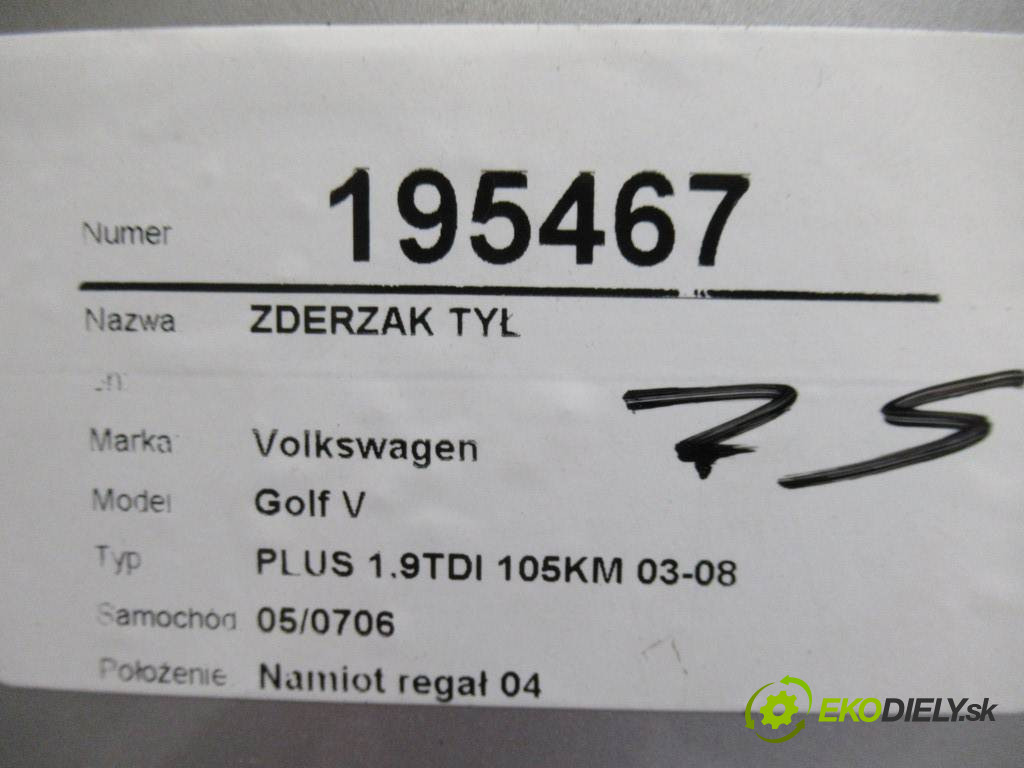 Numer 195467
Nazwa ZDERZAK TYŁ
75
Marka Volkswagen
Model Golf V
Typ PLUS 1.9TDI 105KM 03-08
Samochód 05/0706
Położenie Namiot regał 04
EKODIELY.sk